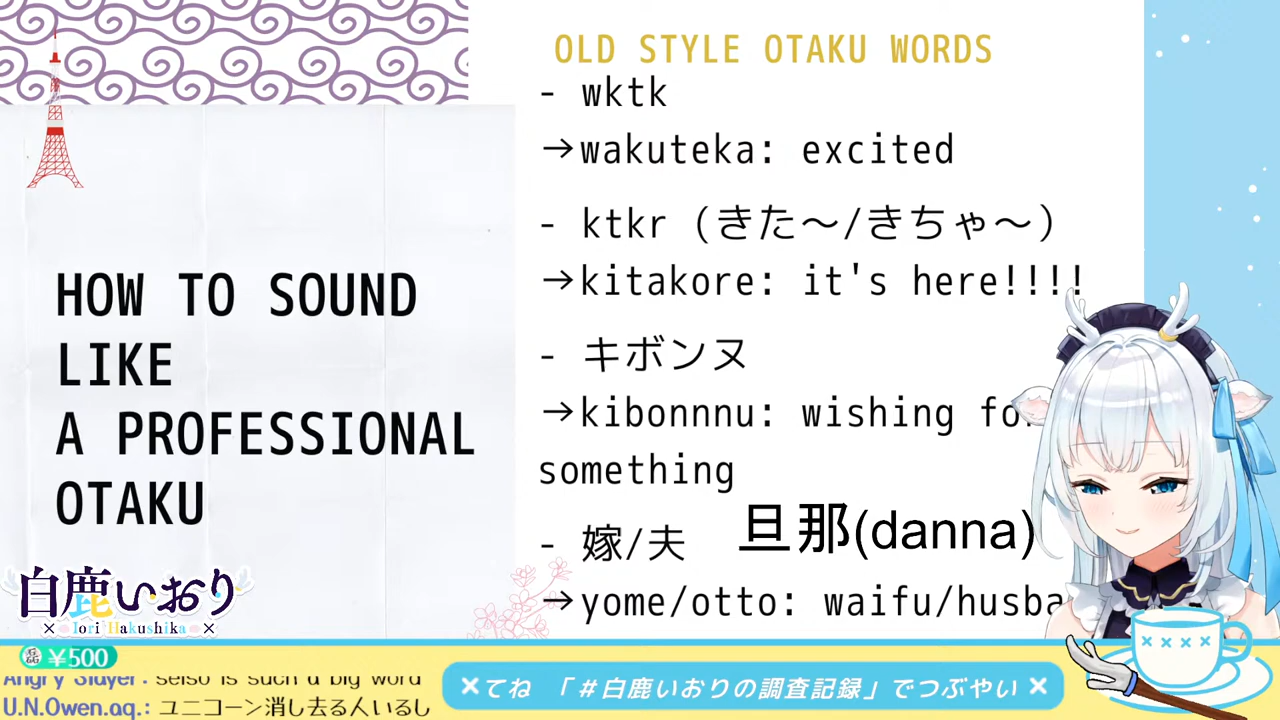 OLD STYLE OTAKU WORDS
- wktk
→wakuteka: excited
- ktkr (きた〜/きちゃ〜)
→kitakore: it's here!!!!
- キボンヌ
→kibonnnu: wishing for
something
- 嫁/夫 旦那(danna)
→yome/otto: waifu/husba
HOW TO SOUND
LIKE
A PROFESSIONAL
OTAKU
白鹿いおり
Iori Hakushika
¥500
Angry Slayer: seiso is such a big word
U.N.Owen.aq.: ユニコーン消し去る人いるし
てね 「#白鹿いおりの調査記録」でつぶやい